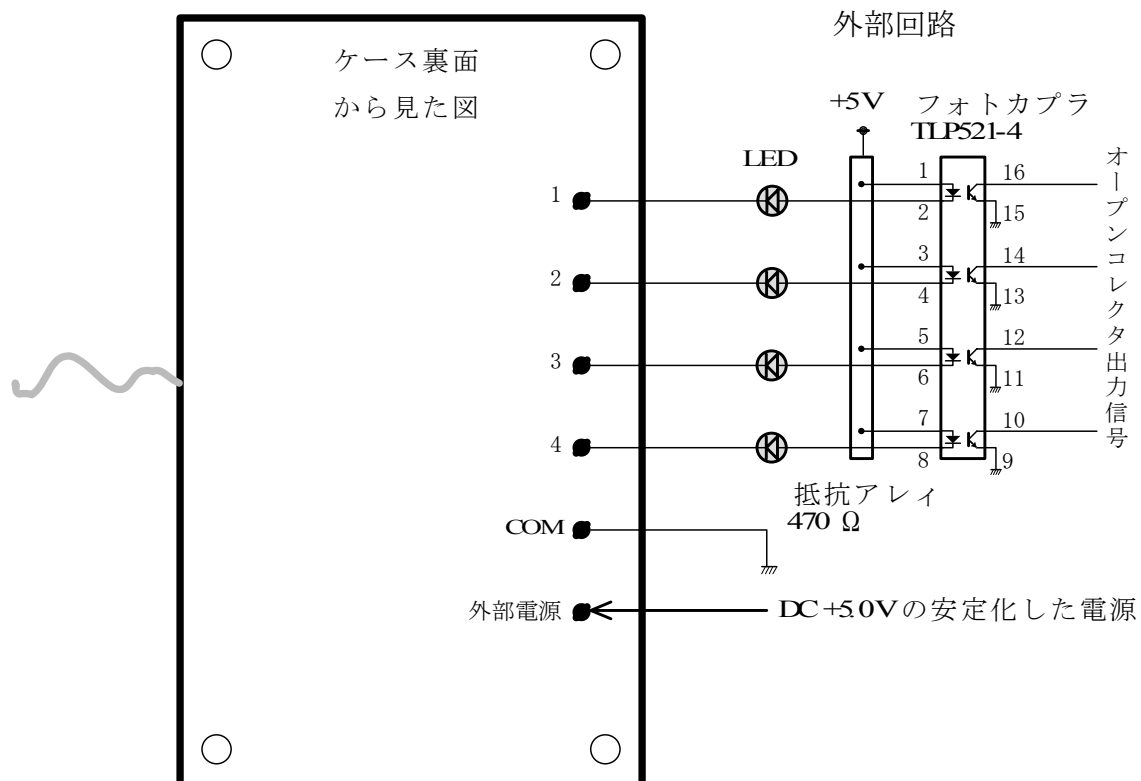 外部回路
ケース裏面
から見た図
+5V
フォトカプラ
TLP521-4
LED
オープンコレクタ出力信号
1
1
16
2
15
2
3
14
4
13
3
5
12
6
11
4
7
10
8
9
抵抗アレィ
470 Ω
COM
外部電源
DC +5.0Vの安定化した電源